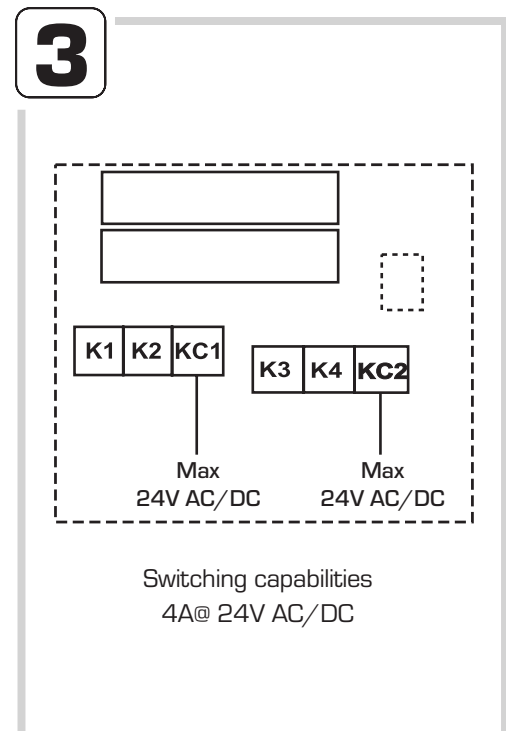 3
K1 K2 KC1
K3 K4 KC2
Max
24V AC/DC
Max
24V AC/DC
Switching capabilities
4A@ 24V AC/DC